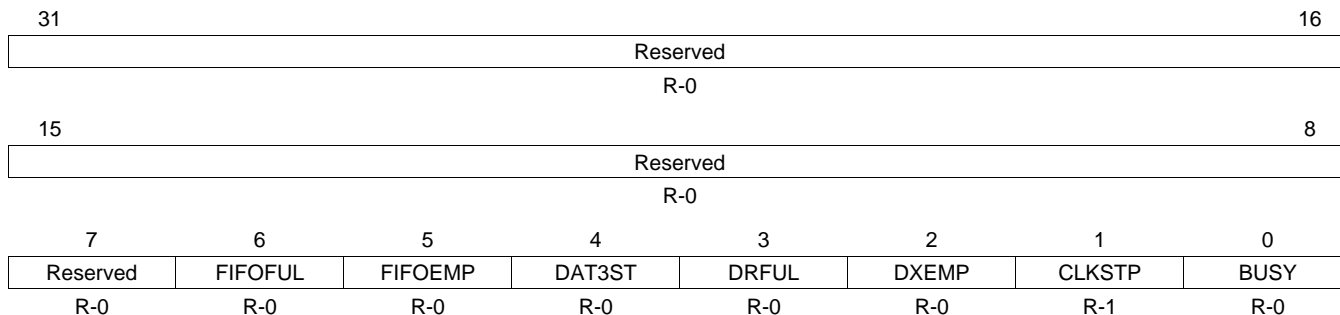 31 16
Reserved
R-0
15 8
Reserved
R-0
7 6 5 4 3 2 1 0
Reserved FIFOFUL FIFOEMP DAT3ST DRFUL DXEMP CLKSTP BUSY
R-0 R-0 R-0 R-0 R-0 R-0 R-1 R-0